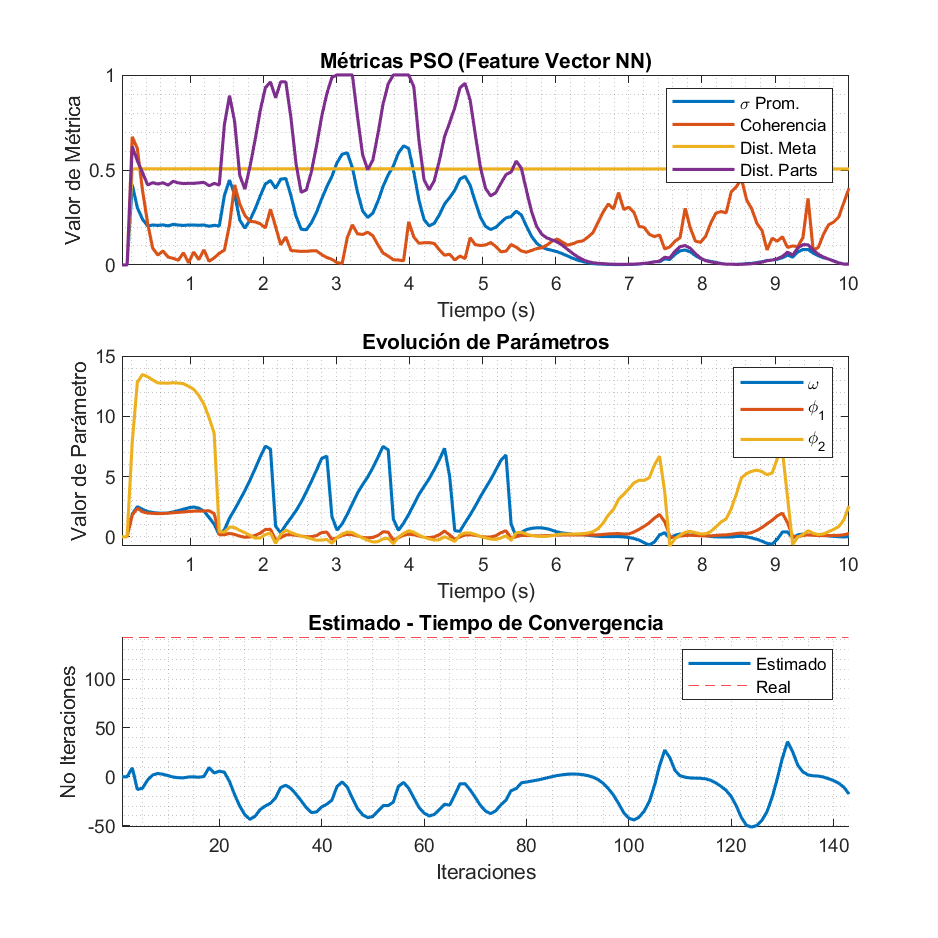 Métricas PSO (Feature Vector NN)
Valor de Métrica
1
0.5
0
σ Prom.
Coherencia
Dist. Meta
Dist. Parts
1 2 3 4 5 6 7 8 9 10
Tiempo (s)
Evolución de Parámetros
Valor de Parámetro
15
10
5
0
ω
ϕ1
ϕ2
1 2 3 4 5 6 7 8 9 10
Tiempo (s)
Estimado - Tiempo de Convergencia
No Iteraciones
100
50
0
-50
Estimado
Real
20 40 60 80 100 120 140
Iteraciones